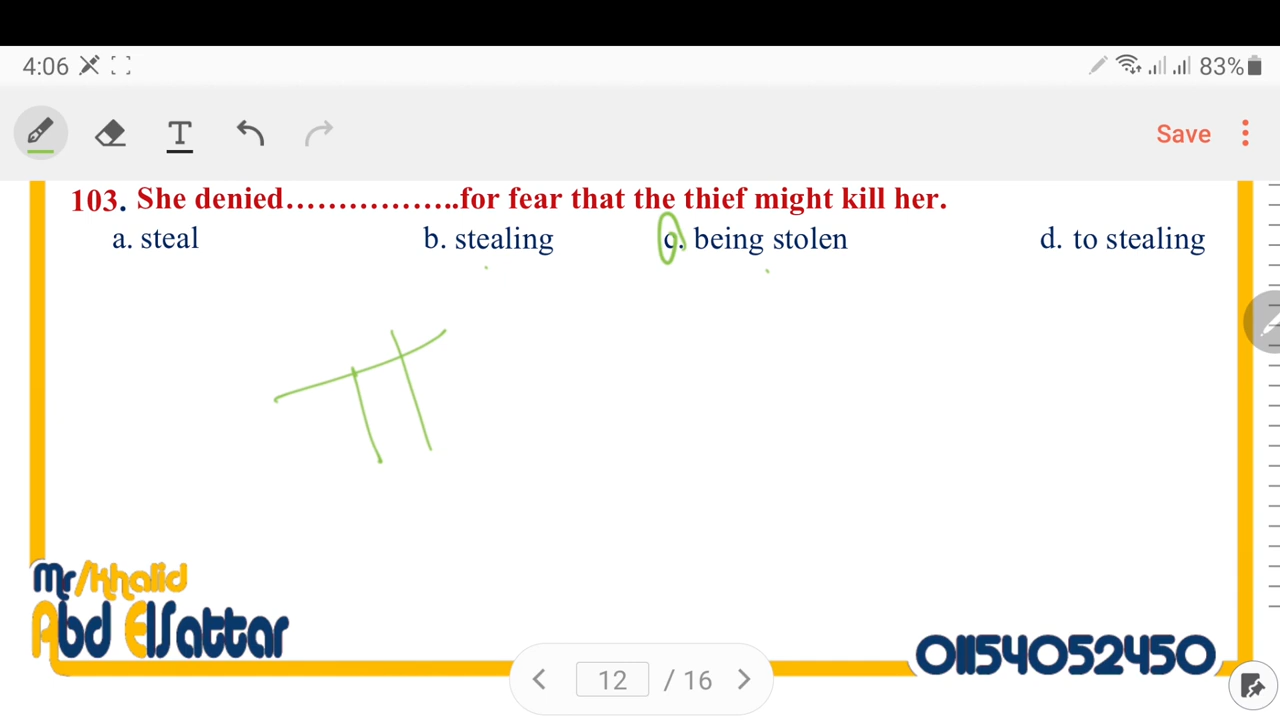 4:06 83%
T Save
103. She denied……………..for fear that the thief might kill her.
a. steal b. stealing c. being stolen d. to stealing
Mr/Khalid
Abd ElSattar
01154052450
12 / 16